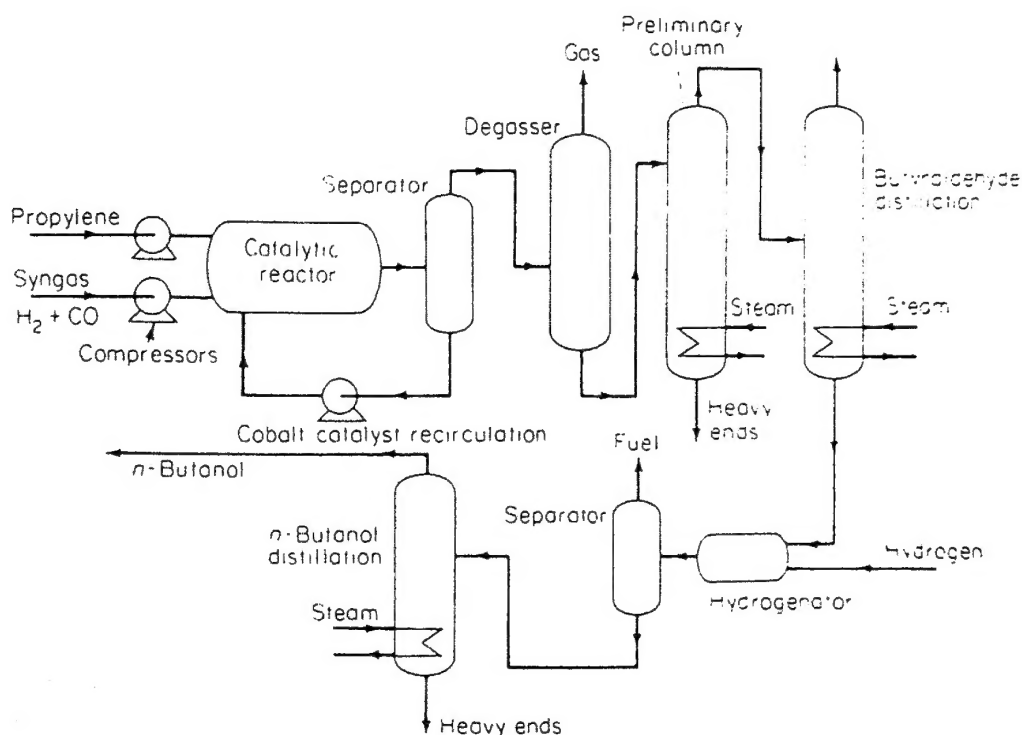 Preliminary
column
Gas
Degasser
Separator
Butyraldehyde
distillation
Propylene
Catalytic
reactor
Syngas
H₂ + CO
Steam
Steam
Compressors
Heavy
ends
Cobalt catalyst recirculation
Fuel
n-Butanol
Separator
n-Butanol
distillation
Hydrogen
Hydrogenator
Steam
Heavy ends